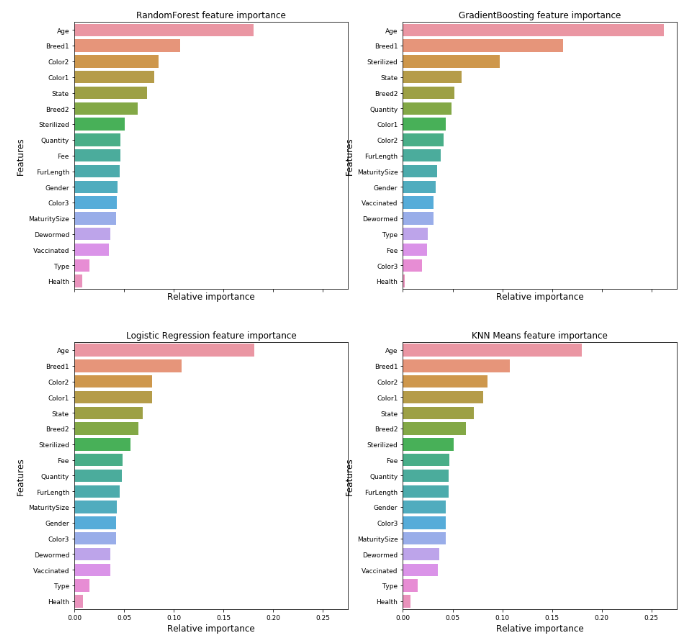 RandomForest feature importance
Features
Age
Breed1
Color2
Color1
State
Breed2
Sterilized
Quantity
Fee
FurLength
Gender
Color3
MaturitySize
Dewormed
Vaccinated
Type
Health
Relative importance
GradientBoosting feature importance
Features
Age
Breed1
Sterilized
State
Breed2
Quantity
Color1
Color2
FurLength
MaturitySize
Gender
Vaccinated
Dewormed
Type
Fee
Color3
Health
Relative importance
Logistic Regression feature importance
Features
Age
Breed1
Color2
Color1
State
Breed2
Sterilized
Fee
Quantity
FurLength
MaturitySize
Gender
Color3
Dewormed
Vaccinated
Type
Health
0.00 0.05 0.10 0.15 0.20 0.25
Relative importance
KNN Means feature importance
Features
Age
Breed1
Color2
Color1
State
Breed2
Sterilized
Fee
Quantity
FurLength
Gender
Color3
MaturitySize
Dewormed
Vaccinated
Type
Health
0.00 0.05 0.10 0.15 0.20 0.25
Relative importance